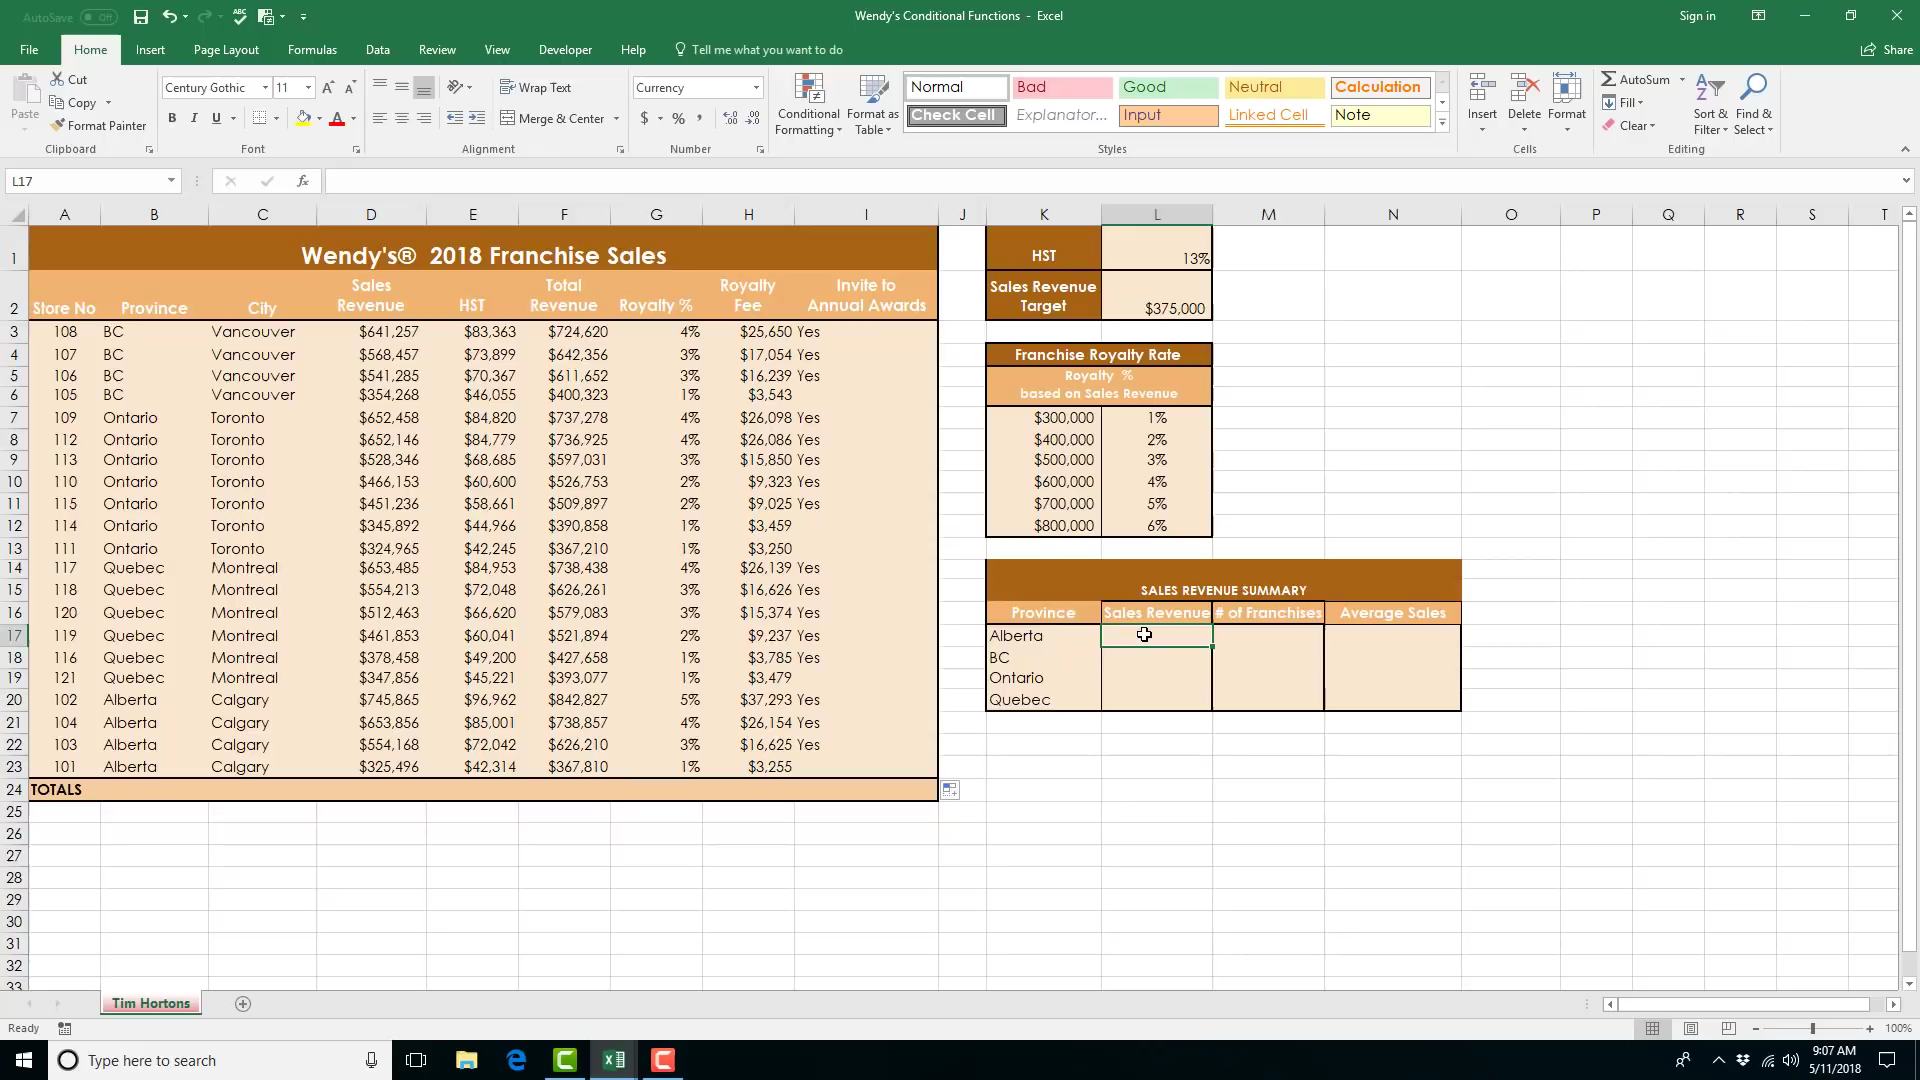 AutoSave Off Wendy's Conditional Functions - Excel Sign in
File Home Insert Page Layout Formulas Data Review View Developer Help Tell me what you want to do Share
Paste Cut Copy Format Painter Clipboard
Century Gothic 11 B I U A Font
Wrap Text Merge & Center Alignment
Currency $ % , Number
Conditional Formatting Format as Table
Normal Bad Good Neutral Calculation
Check Cell Explanator... Input Linked Cell Note
Styles
Insert Delete Format Cells
AutoSum Fill Clear Sort & Filter Find & Select Editing
L17 fx
A B C D E F G H I J K L M N O P Q R S T
1 Wendy's® 2018 Franchise Sales HST 13%
2 Store No Province City Sales Revenue HST Total Revenue Royalty % Royalty Fee Invite to Annual Awards Sales Revenue Target $375,000
3 108 BC Vancouver $641,257 $83,363 $724,620 4% $25,650 Yes
4 107 BC Vancouver $568,457 $73,899 $642,356 3% $17,054 Yes Franchise Royalty Rate
5 106 BC Vancouver $541,285 $70,367 $611,652 3% $16,239 Yes Royalty %
6 105 BC Vancouver $354,268 $46,055 $400,323 1% $3,543 based on Sales Revenue
7 109 Ontario Toronto $652,458 $84,820 $737,278 4% $26,098 Yes $300,000 1%
8 112 Ontario Toronto $652,146 $84,779 $736,925 4% $26,086 Yes $400,000 2%
9 113 Ontario Toronto $528,346 $68,685 $597,031 3% $15,850 Yes $500,000 3%
10 110 Ontario Toronto $466,153 $60,600 $526,753 2% $9,323 Yes $600,000 4%
11 115 Ontario Toronto $451,236 $58,661 $509,897 2% $9,025 Yes $700,000 5%
12 114 Ontario Toronto $345,892 $44,966 $390,858 1% $3,459 $800,000 6%
13 111 Ontario Toronto $324,965 $42,245 $367,210 1% $3,250
14 117 Quebec Montreal $653,485 $84,953 $738,438 4% $26,139 Yes
15 118 Quebec Montreal $554,213 $72,048 $626,261 3% $16,626 Yes SALES REVENUE SUMMARY
16 120 Quebec Montreal $512,463 $66,620 $579,083 3% $15,374 Yes Province Sales Revenue # of Franchises Average Sales
17 119 Quebec Montreal $461,853 $60,041 $521,894 2% $9,237 Yes Alberta
18 116 Quebec Montreal $378,458 $49,200 $427,658 1% $3,785 Yes BC
19 121 Quebec Montreal $347,856 $45,221 $393,077 1% $3,479 Ontario
20 102 Alberta Calgary $745,865 $96,962 $842,827 5% $37,293 Yes Quebec
21 104 Alberta Calgary $653,856 $85,001 $738,857 4% $26,154 Yes
22 103 Alberta Calgary $554,168 $72,042 $626,210 3% $16,625 Yes
23 101 Alberta Calgary $325,496 $42,314 $367,810 1% $3,255
24 TOTALS
25
26
27
28
29
30
31
32
33
Tim Hortons
Ready 100%
Type here to search 9:07 AM
5/11/2018